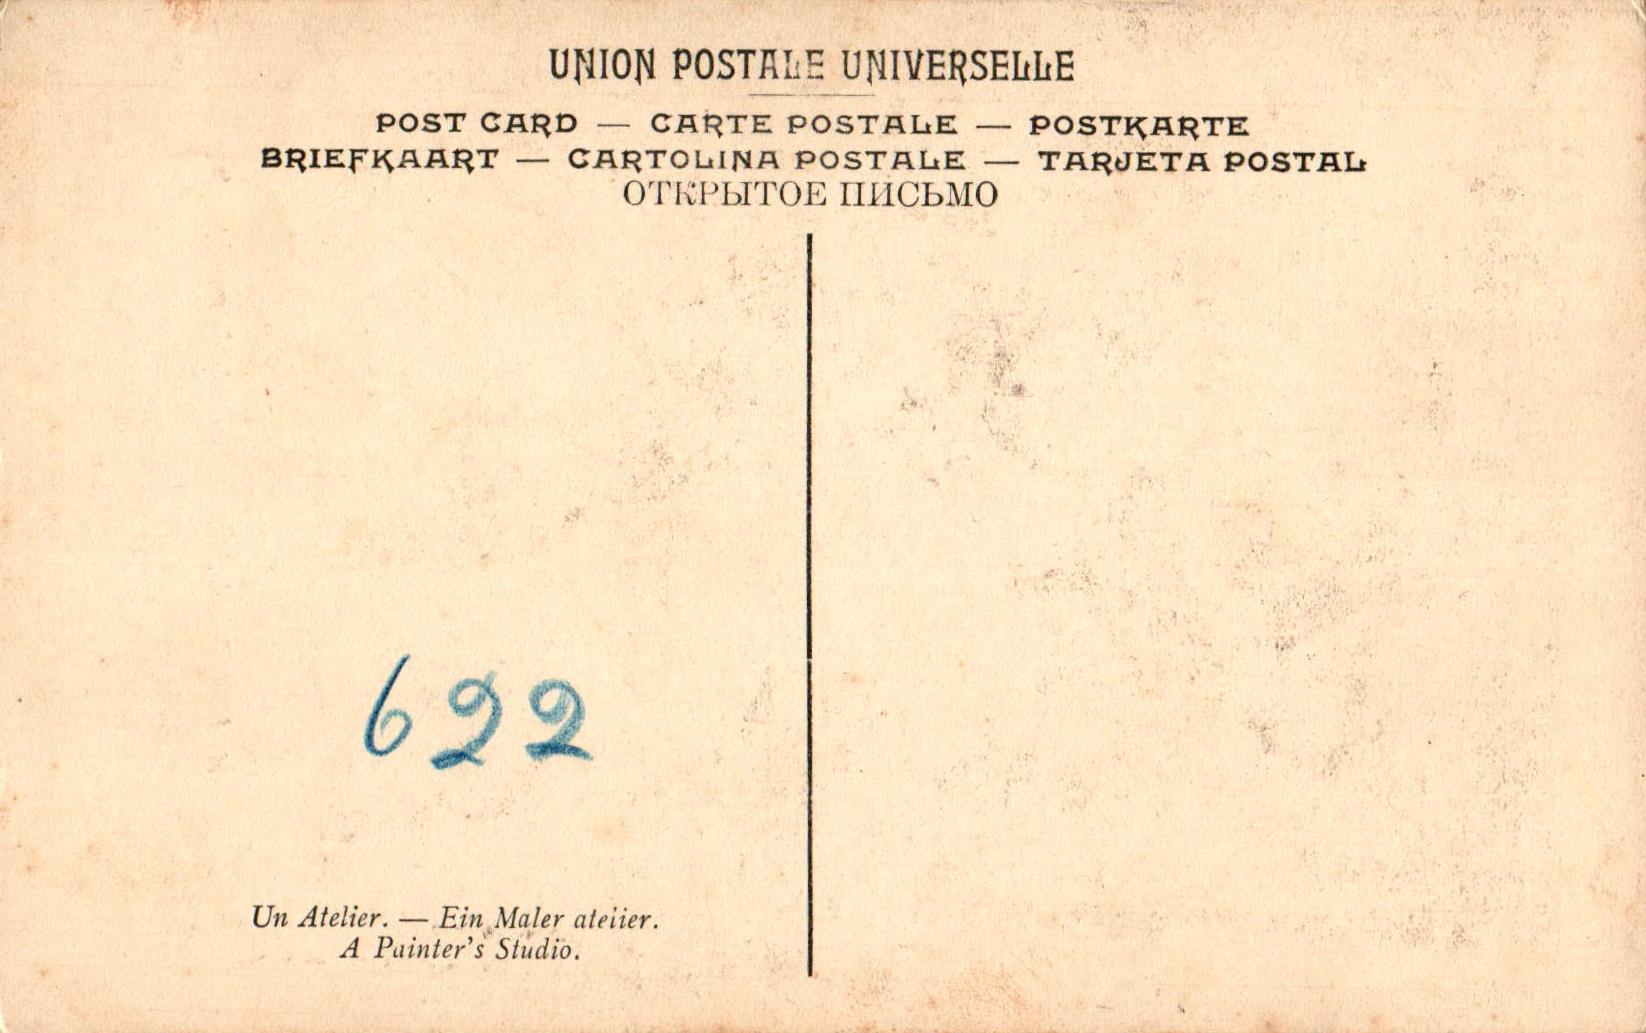 UNION POSTALE UNIVERSELLE
POST CARD — CARTE POSTALE — POSTKARTE
BRIEFKAART — CARTOLINA POSTALE — TARJETA POSTAL
ОТКРЫТОЕ ПИСЬМО
622
Un Atelier. — Ein Maler atelier.
A Painter's Studio.